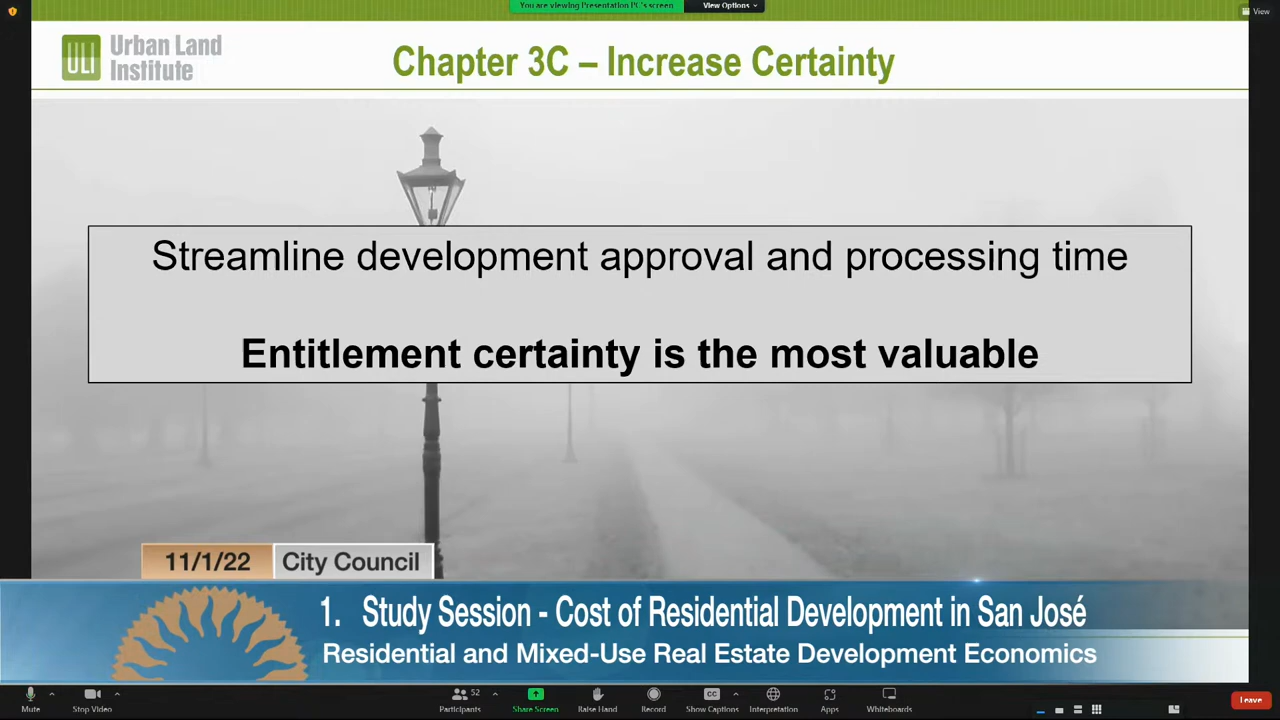 You are viewing Presentation PC's screen
View Options
View
ULI
Urban Land
Institute
Chapter 3C – Increase Certainty
Streamline development approval and processing time
Entitlement certainty is the most valuable
11/1/22
City Council
1. Study Session - Cost of Residential Development in San José
Residential and Mixed-Use Real Estate Development Economics
Mute
Stop Video
52
Participants
Share Screen
Raise Hand
Record
CC
Show Captions
Interpretation
Apps
Whiteboards
Leave